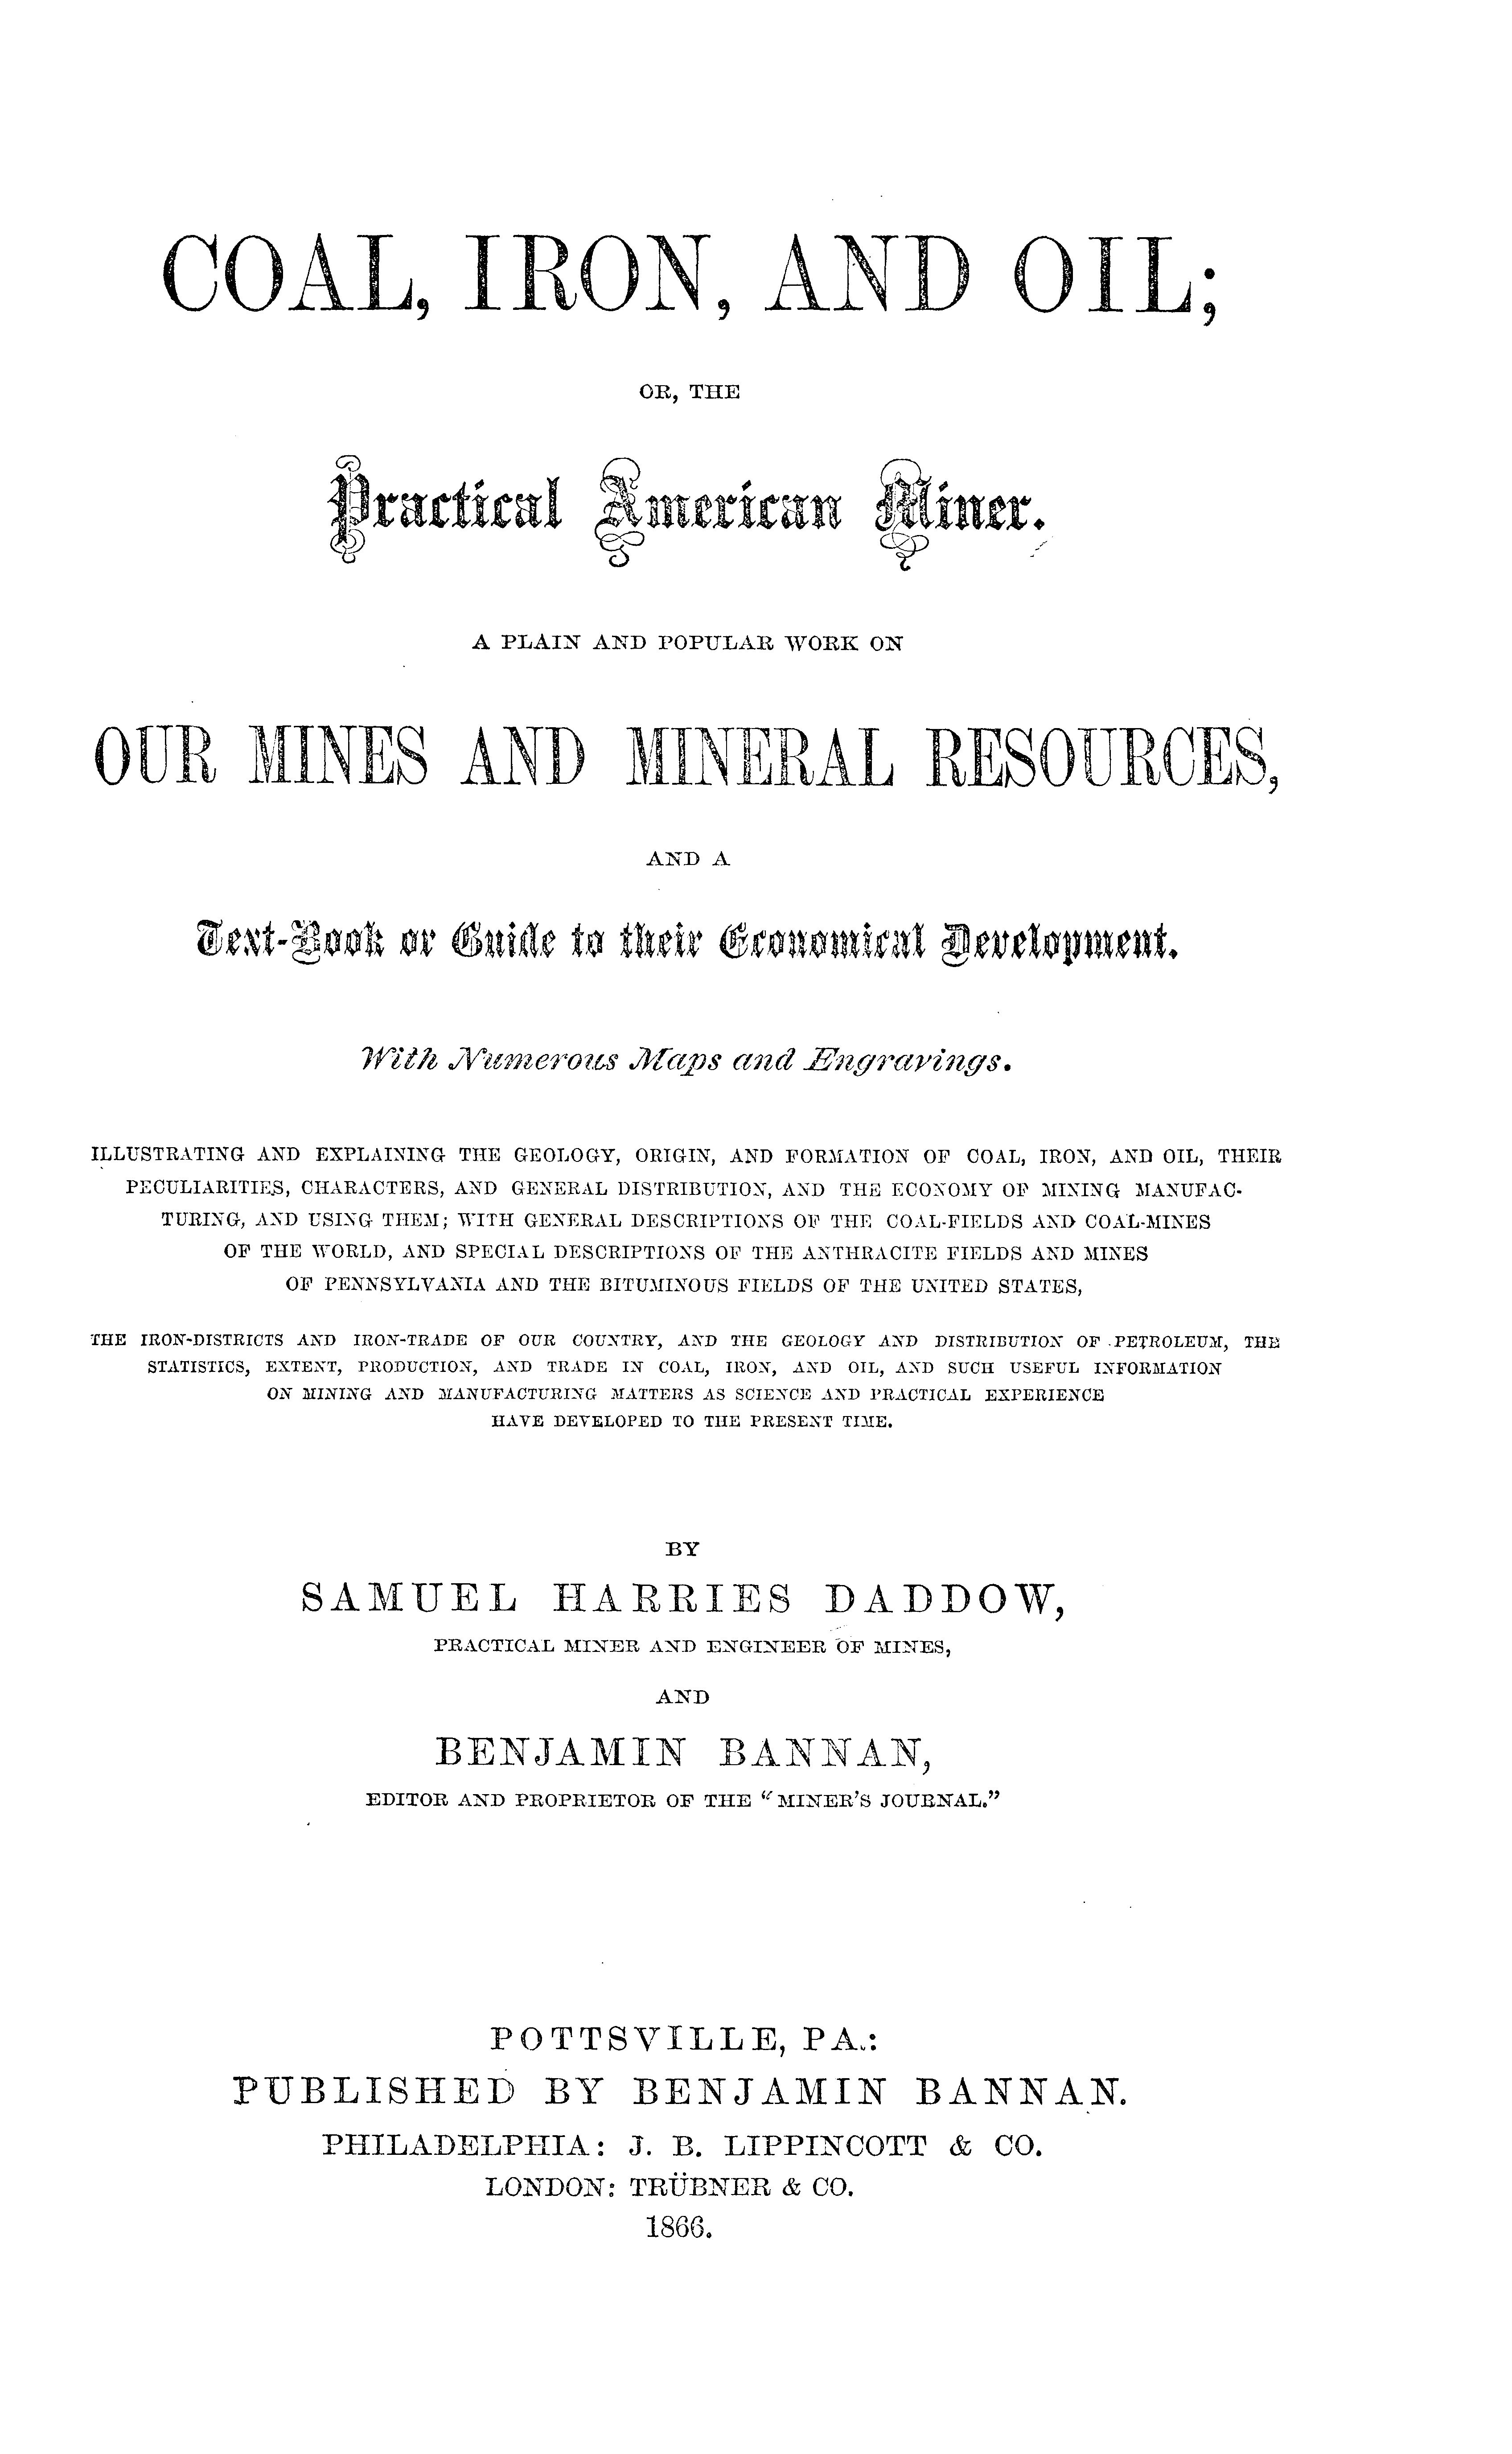 COAL, IRON, AND OIL;
OR, THE
Practical American Miner.
A PLAIN AND POPULAR WORK ON
OUR MINES AND MINERAL RESOURCES,
AND A
Text-Book or Guide to their Economical Development.
With Numerous Maps and Engravings.
ILLUSTRATING AND EXPLAINING THE GEOLOGY, ORIGIN, AND FORMATION OF COAL, IRON, AND OIL, THEIR
PECULIARITIES, CHARACTERS, AND GENERAL DISTRIBUTION, AND THE ECONOMY OF MINING MANUFAC-
TURING, AND USING THEM; WITH GENERAL DESCRIPTIONS OF THE COAL-FIELDS AND COAL-MINES
OF THE WORLD, AND SPECIAL DESCRIPTIONS OF THE ANTHRACITE FIELDS AND MINES
OF PENNSYLVANIA AND THE BITUMINOUS FIELDS OF THE UNITED STATES,
THE IRON-DISTRICTS AND IRON-TRADE OF OUR COUNTRY, AND THE GEOLOGY AND DISTRIBUTION OF PETROLEUM, THE
STATISTICS, EXTENT, PRODUCTION, AND TRADE IN COAL, IRON, AND OIL, AND SUCH USEFUL INFORMATION
ON MINING AND MANUFACTURING MATTERS AS SCIENCE AND PRACTICAL EXPERIENCE
HAVE DEVELOPED TO THE PRESENT TIME.
BY
SAMUEL HARRIES DADDOW,
PRACTICAL MINER AND ENGINEER OF MINES,
AND
BENJAMIN BANNAN,
EDITOR AND PROPRIETOR OF THE "MINER'S JOURNAL."
POTTSVILLE, PA.:
PUBLISHED BY BENJAMIN BANNAN.
PHILADELPHIA: J. B. LIPPINCOTT & CO.
LONDON: TRÜBNER & CO.
1866.